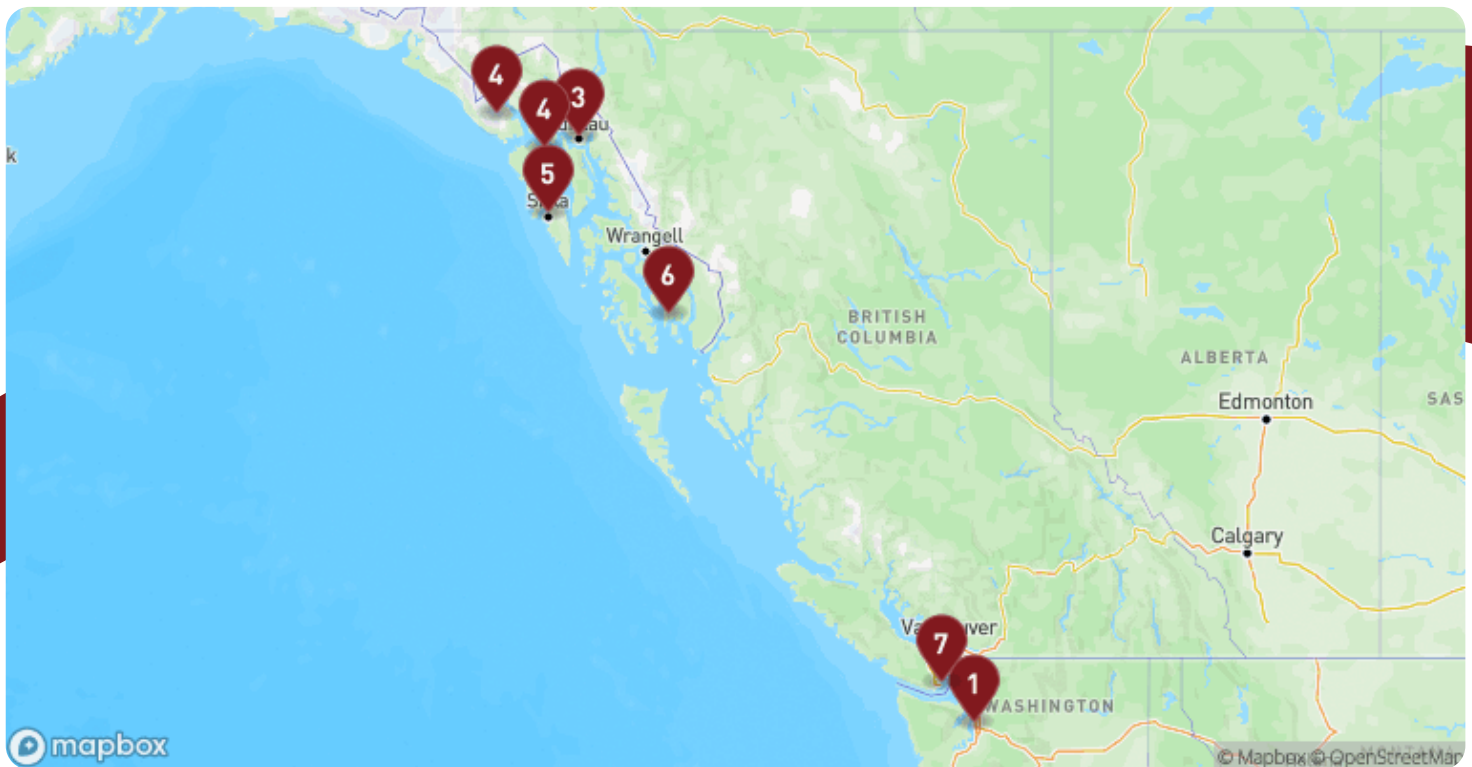 4
4
3
k
5
Wrangell
6
BRITISH
COLUMBIA
ALBERTA
Edmonton
SAS
Calgary
7
1
WASHINGTON
mapbox
© Mapbox © OpenStreetMap